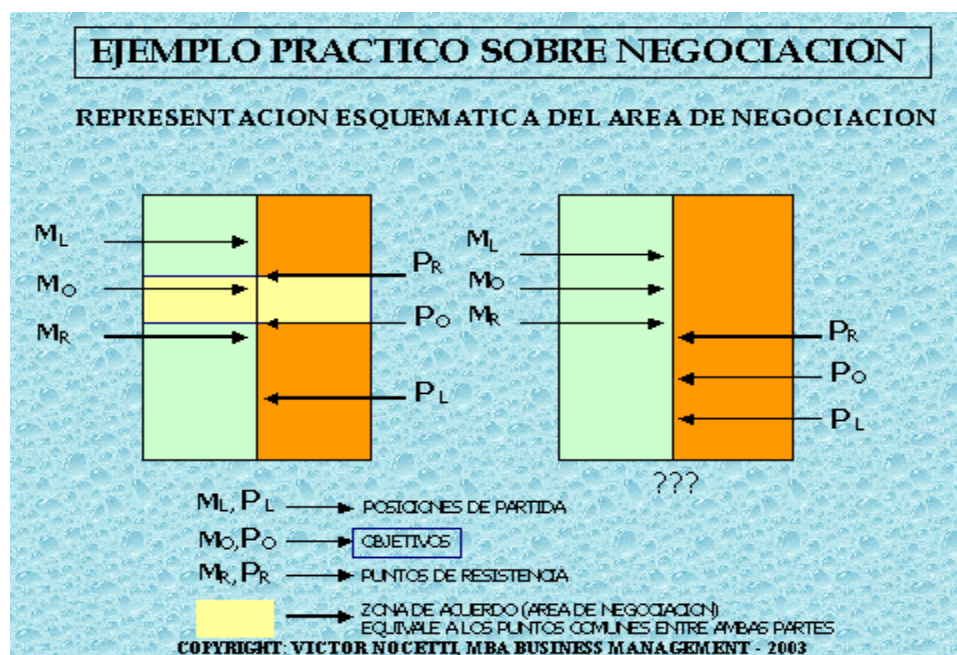 EJEMPLO PRACTICO SOBRE NEGOCIACION
REPRESENTACION ESQUEMATICA DEL AREA DE NEGOCIACION
ML
MO
MR
PR
PO
PL
ML
MO
MR
PR
PO
PL
???
ML, PL POSICIONES DE PARTIDA
MO,PO OBJETIVOS
MR, PR PUNTOS DE RESISTENCIA
ZONA DE ACUERDO (AREA DE NEGOCIACION)
EQUIVALE A LOS PUNTOS COMUNES ENTRE AMBAS PARTES
COPYRIGHT: VICTOR NOCETTI, MBA BUSINESS MANAGEMENT - 2003